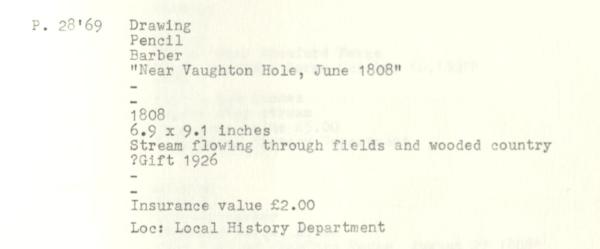 P. 28'69 Drawing
Pencil
Barber
"Near Vaughton Hole, June 1808"
-
-
1808
6.9 x 9.1 inches
Stream flowing through fields and wooded country
?Gift 1926
-
-
Insurance value £2.00
Loc: Local History Department